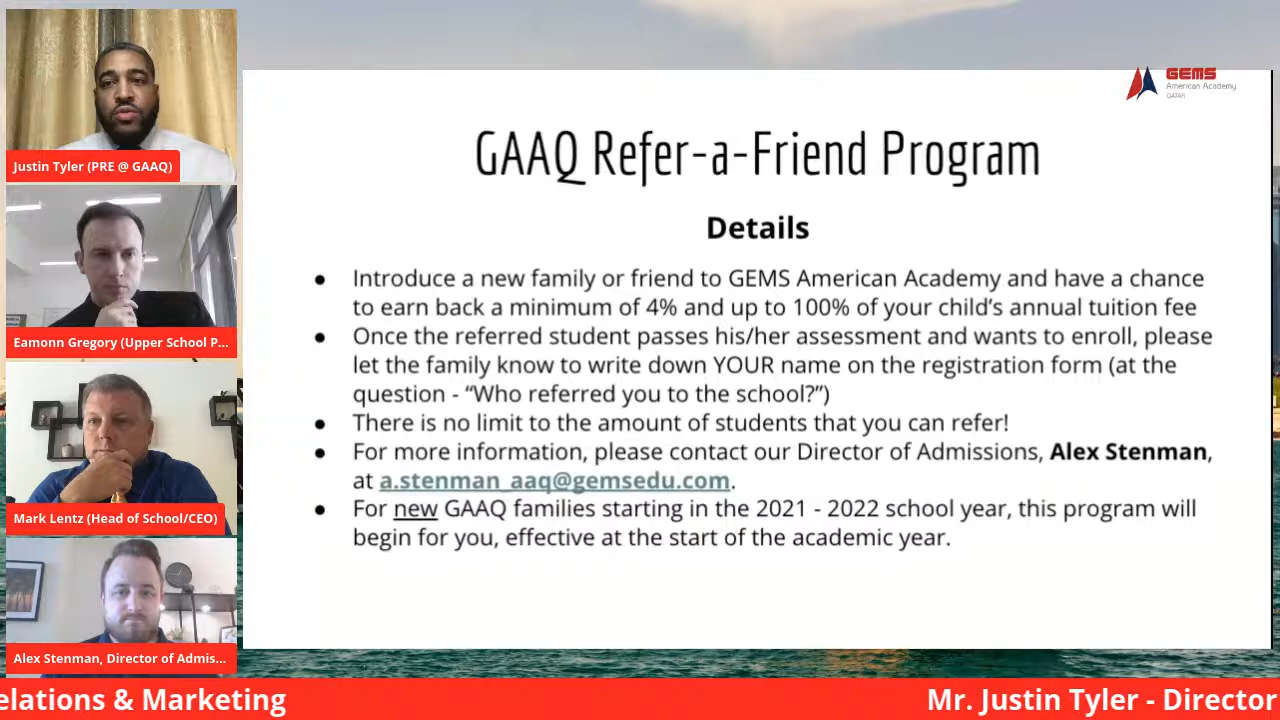 GEMS
American Academy
QATAR
GAAQ Refer-a-Friend Program
Details
● Introduce a new family or friend to GEMS American Academy and have a chance
to earn back a minimum of 4% and up to 100% of your child's annual tuition fee
● Once the referred student passes his/her assessment and wants to enroll, please
let the family know to write down YOUR name on the registration form (at the
question - “Who referred you to the school?”)
● There is no limit to the amount of students that you can refer!
● For more information, please contact our Director of Admissions, Alex Stenman,
at a.stenman_aaq@gemsedu.com.
● For new GAAQ families starting in the 2021 - 2022 school year, this program will
begin for you, effective at the start of the academic year.
Justin Tyler (PRE @ GAAQ)
Eamonn Gregory (Upper School P...
Mark Lentz (Head of School/CEO)
Alex Stenman, Director of Admis...
elations & Marketing
Mr. Justin Tyler - Director